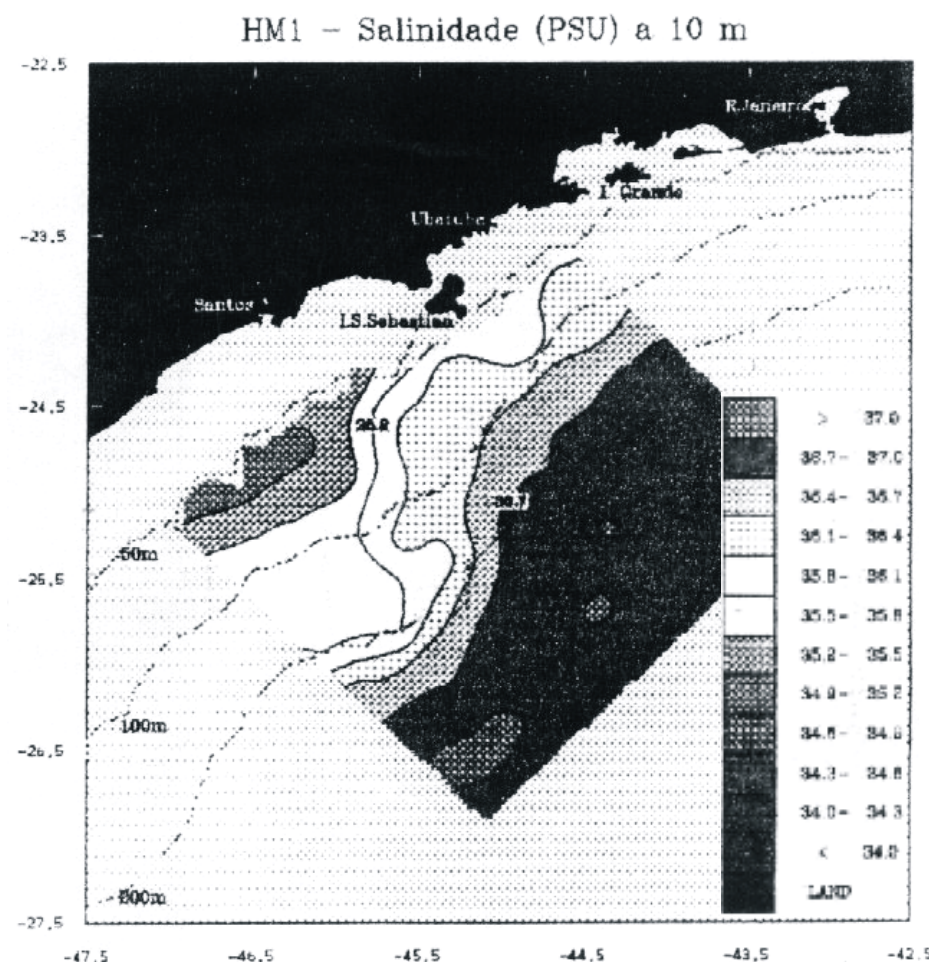 HM1 - Salinidade (PSU) a 10 m
-22,5
R.Janeiro
I Grande
-23,5
Ubatuba
Santos
I.S.Sebastian
-24,5
> 37.0
36.7- 37.0
36.4- 36.7
36.7
36.1- 36.4
50m
-25,5
35.8- 36.1
35.5- 35.8
35.2- 35.5
34.9- 35.2
100m
-26,5
34.6- 34.9
34.3- 34.6
34.0- 34.3
< 34.0
LAND
200m
-27,5
-47,5 -46,5 -45,5 -44,5 -43,5 -42,5